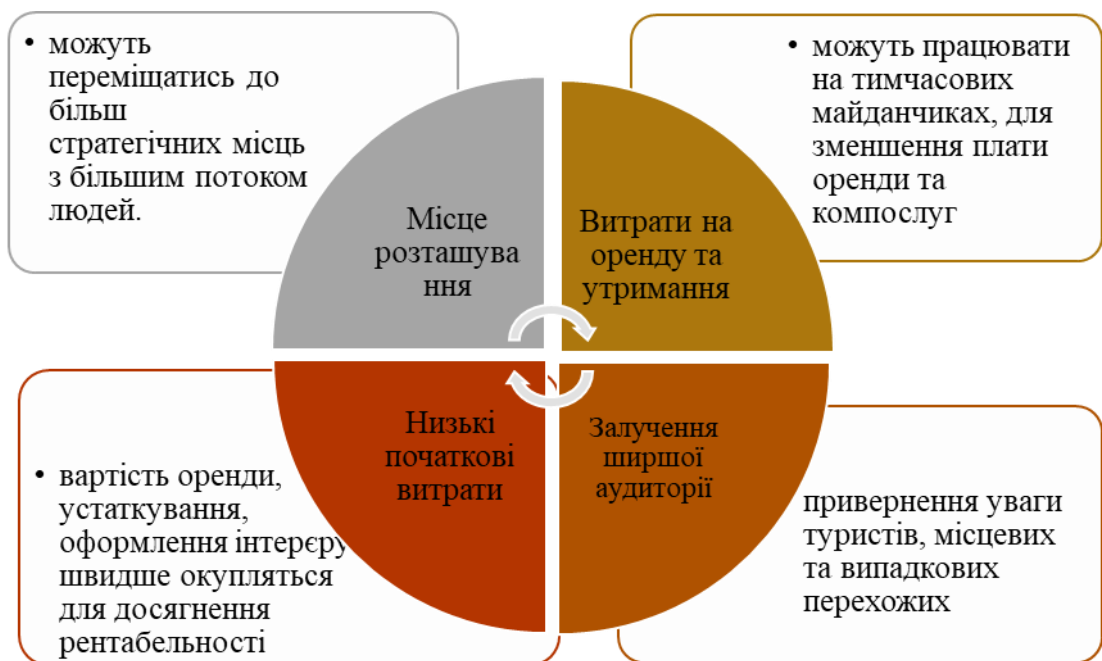 • можуть
переміщатись до
більш
стратегічних місць
з більшим потоком
людей.
• можуть працювати
на тимчасових
майданчиках, для
зменшення плати
оренди та
компослуг
Місце
розташува
ння
Витрати на
оренду та
утримання
Низькі
початкові
витрати
Залучення
ширшої
аудиторії
• вартість оренди,
устаткування,
оформлення інтерєру
швидше окупляться
для досягнення
рентабельності
привернення уваги
туристів, місцевих
та випадкових
перехожих